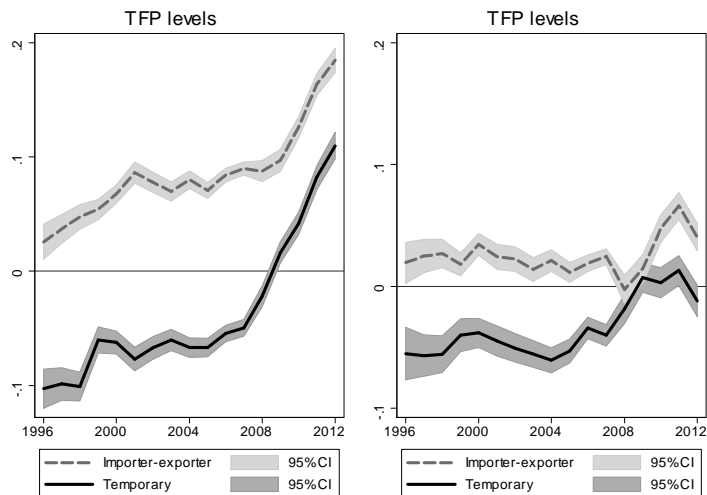 TFP levels
.2
.1
0
-.1
1996 2000 2004 2008 2012
Importer-exporter 95%CI
Temporary 95%CI
TFP levels
.2
.1
0
-.1
1996 2000 2004 2008 2012
Importer-exporter 95%CI
Temporary 95%CI